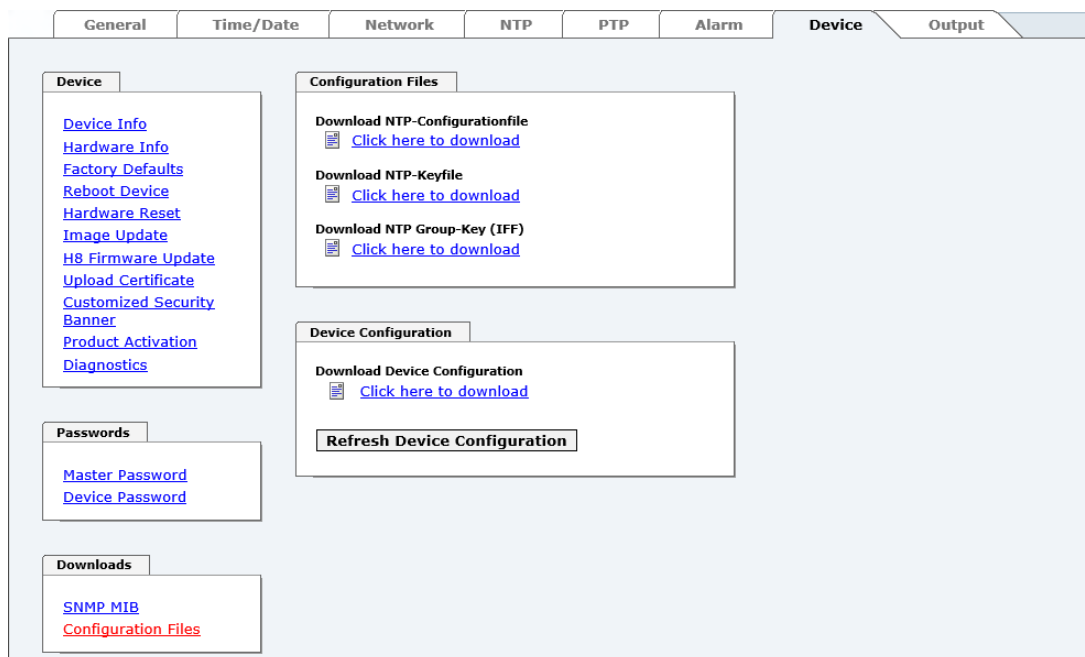 General Time/Date Network NTP PTP Alarm Device Output
Device
Device Info
Hardware Info
Factory Defaults
Reboot Device
Hardware Reset
Image Update
H8 Firmware Update
Upload Certificate
Customized Security
Banner
Product Activation
Diagnostics
Passwords
Master Password
Device Password
Downloads
SNMP MIB
Configuration Files
Configuration Files
Download NTP-Configurationfile
Click here to download
Download NTP-Keyfile
Click here to download
Download NTP Group-Key (IFF)
Click here to download
Device Configuration
Download Device Configuration
Click here to download
Refresh Device Configuration